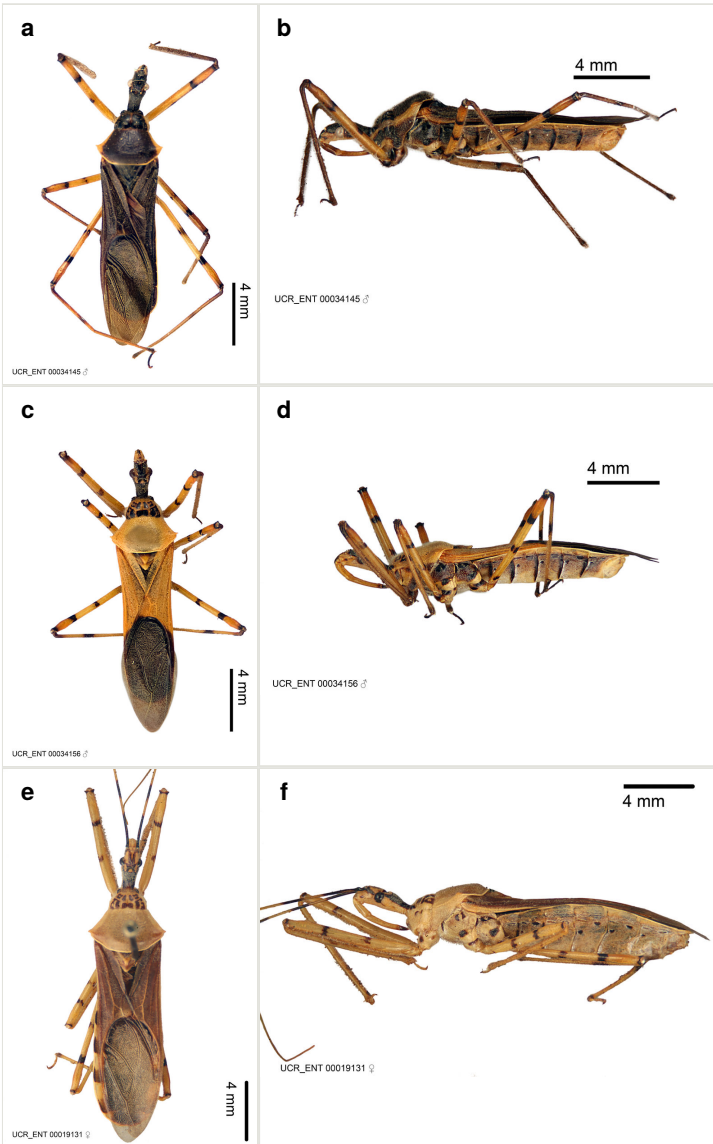 a
4 mm
UCR_ENT 00034145 ♂
b
4 mm
UCR_ENT 00034145 ♂
c
4 mm
UCR_ENT 00034156 ♂
d
4 mm
UCR_ENT 00034156 ♂
e
4 mm
UCR_ENT 00019131 ♀
f
4 mm
UCR_ENT 00019131 ♀